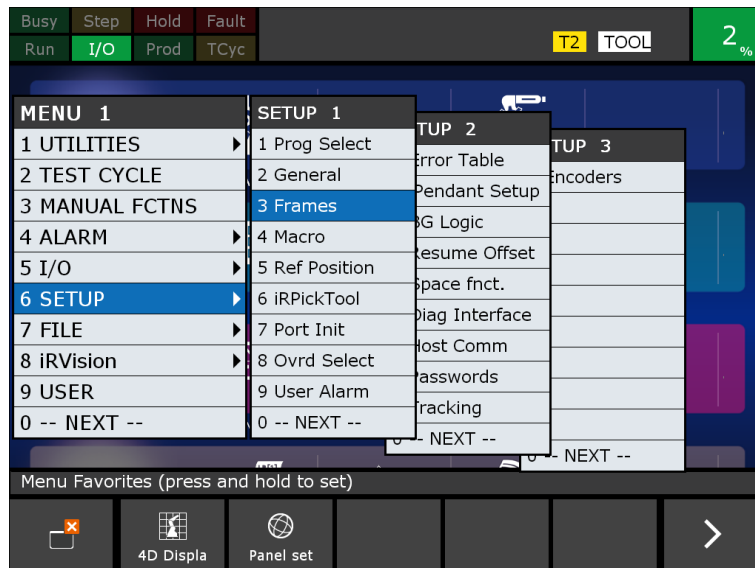 Busy Step Hold Fault
Run I/O Prod TCyc
T2 TOOL
2%
MENU 1
1 UTILITIES
2 TEST CYCLE
3 MANUAL FCTNS
4 ALARM
5 I/O
6 SETUP
7 FILE
8 iRVision
9 USER
0 -- NEXT --
SETUP 1
1 Prog Select
2 General
3 Frames
4 Macro
5 Ref Position
6 iRPickTool
7 Port Init
8 Ovrd Select
9 User Alarm
0 -- NEXT --
TUP 2
Error Table
Pendant Setup
BG Logic
Resume Offset
Space fnct.
Diag Interface
Host Comm
Passwords
Tracking
0 -- NEXT --
TUP 3
Encoders
0 -- NEXT --
Menu Favorites (press and hold to set)
4D Displa
Panel set